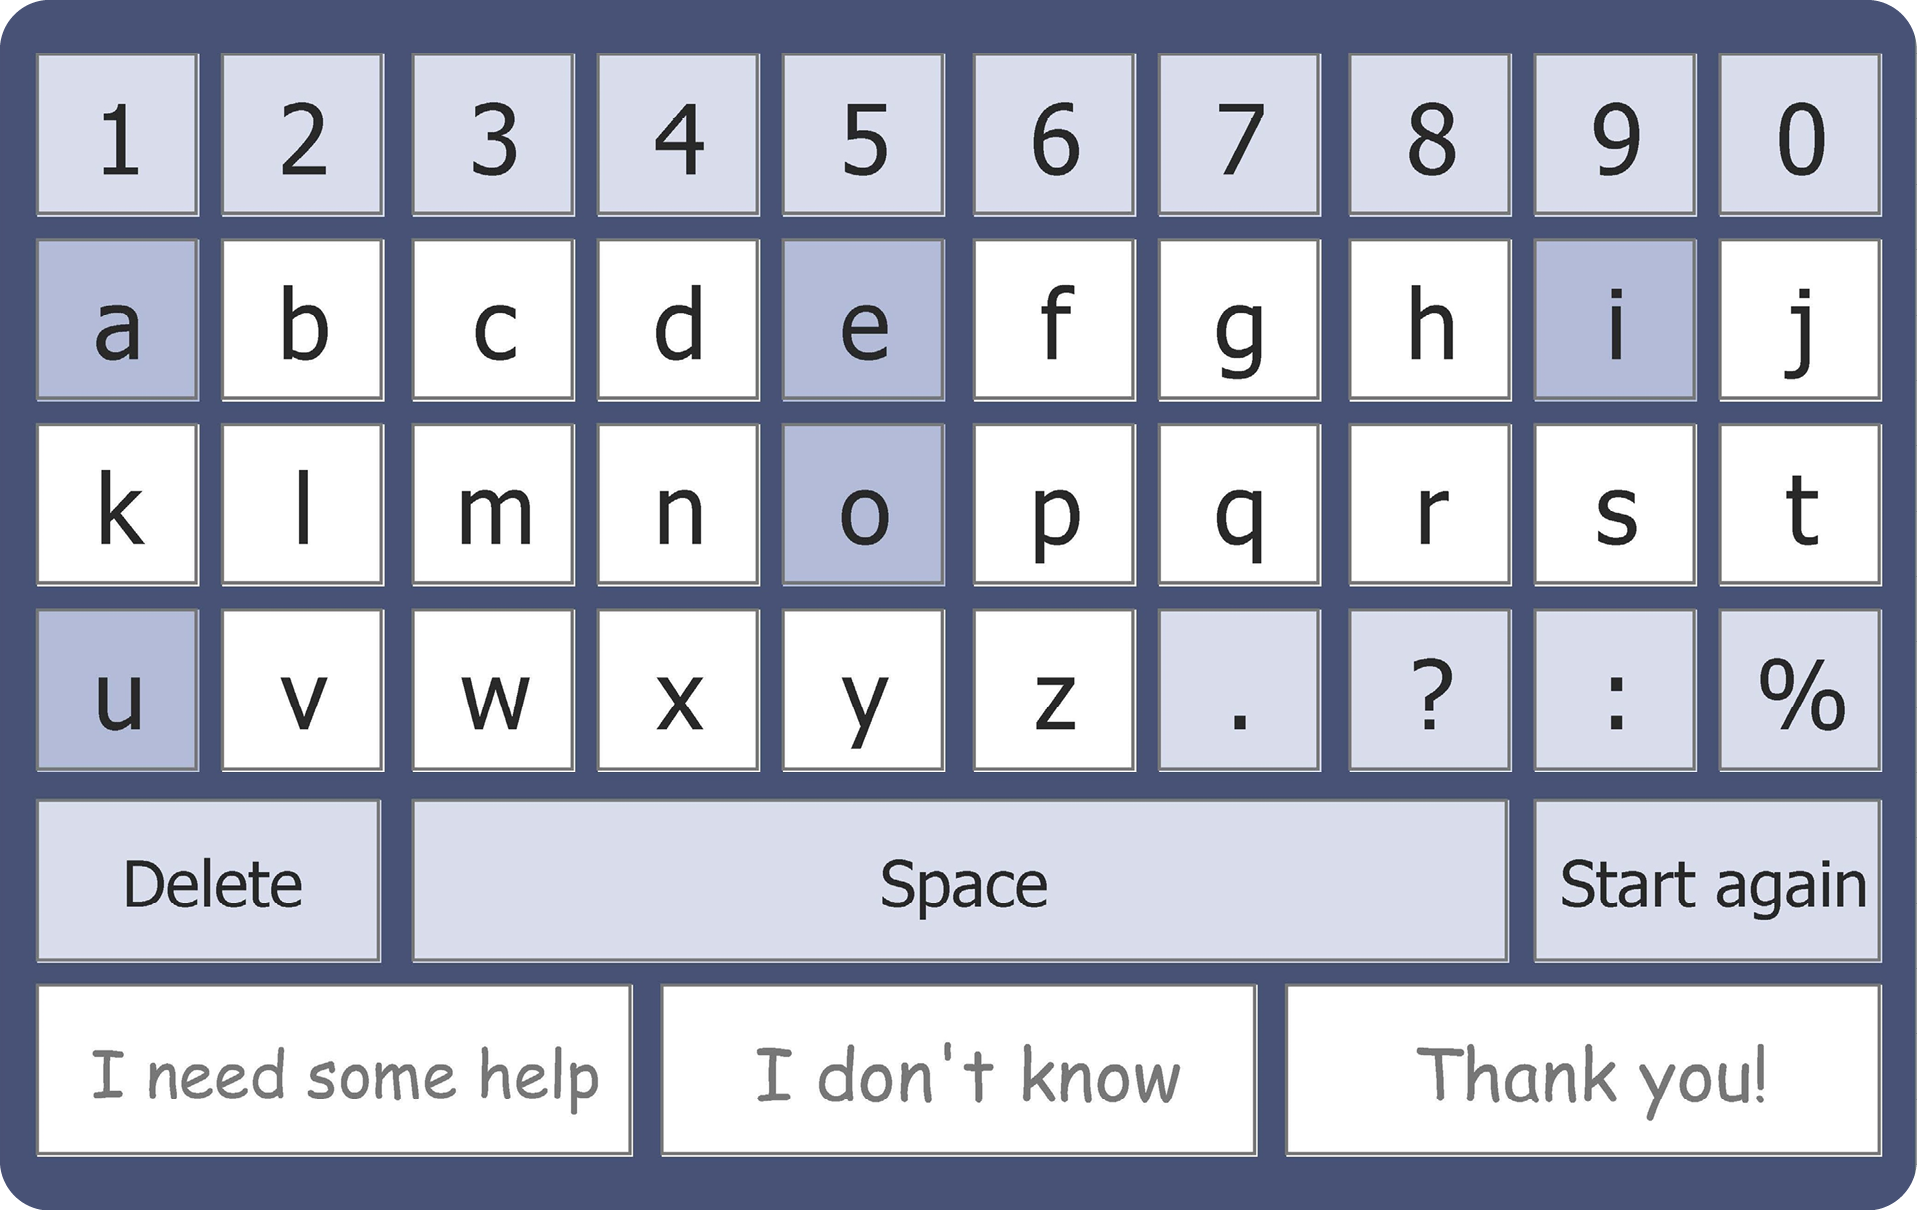 1 2 3 4 5 6 7 8 9 0
a b c d e f g h i j
k l m n o p q r s t
u v w x y z . ? : %
Delete Space Start again
I need some help I don't know Thank you!